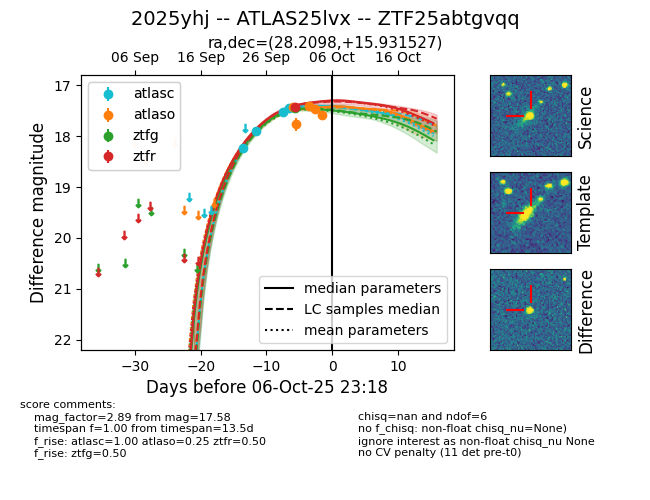 2025yhj -- ATLAS25lvx -- ZTF25abtgvqq
ra,dec=(28.2098,+15.931527)
06 Sep 16 Sep 26 Sep 06 Oct 16 Oct
17
18
19
20
21
22
Difference magnitude
atlasc
atlaso
ztfg
ztfr
median parameters
LC samples median
mean parameters
−30 −20 −10 0 10
Days before 06-Oct-25 23:18
Science
Template
Difference
score comments:
mag_factor=2.89 from mag=17.58
timespan f=1.00 from timespan=13.5d
f_rise: atlasc=1.00 atlaso=0.25 ztfr=0.50
f_rise: ztfg=0.50
chisq=nan and ndof=6
no f_chisq: non-float chisq_nu=None)
ignore interest as non-float chisq_nu None
no CV penalty (11 det pre-t0)